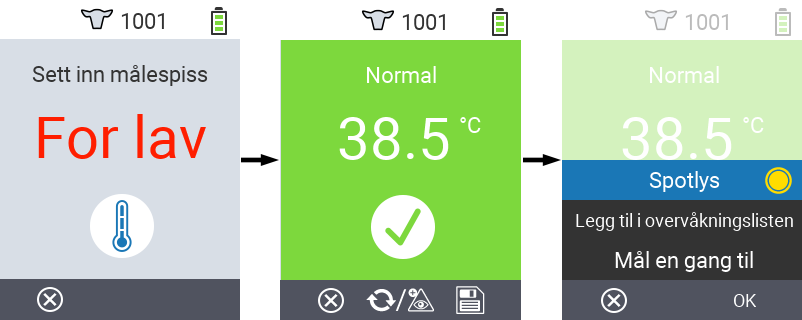 1001
Sett inn målespiss
For lav
1001
Normal
38.5 °C
1001
Normal
38.5 °C
Spotlys
Legg til i overvåkningslisten
Mål en gang til
OK